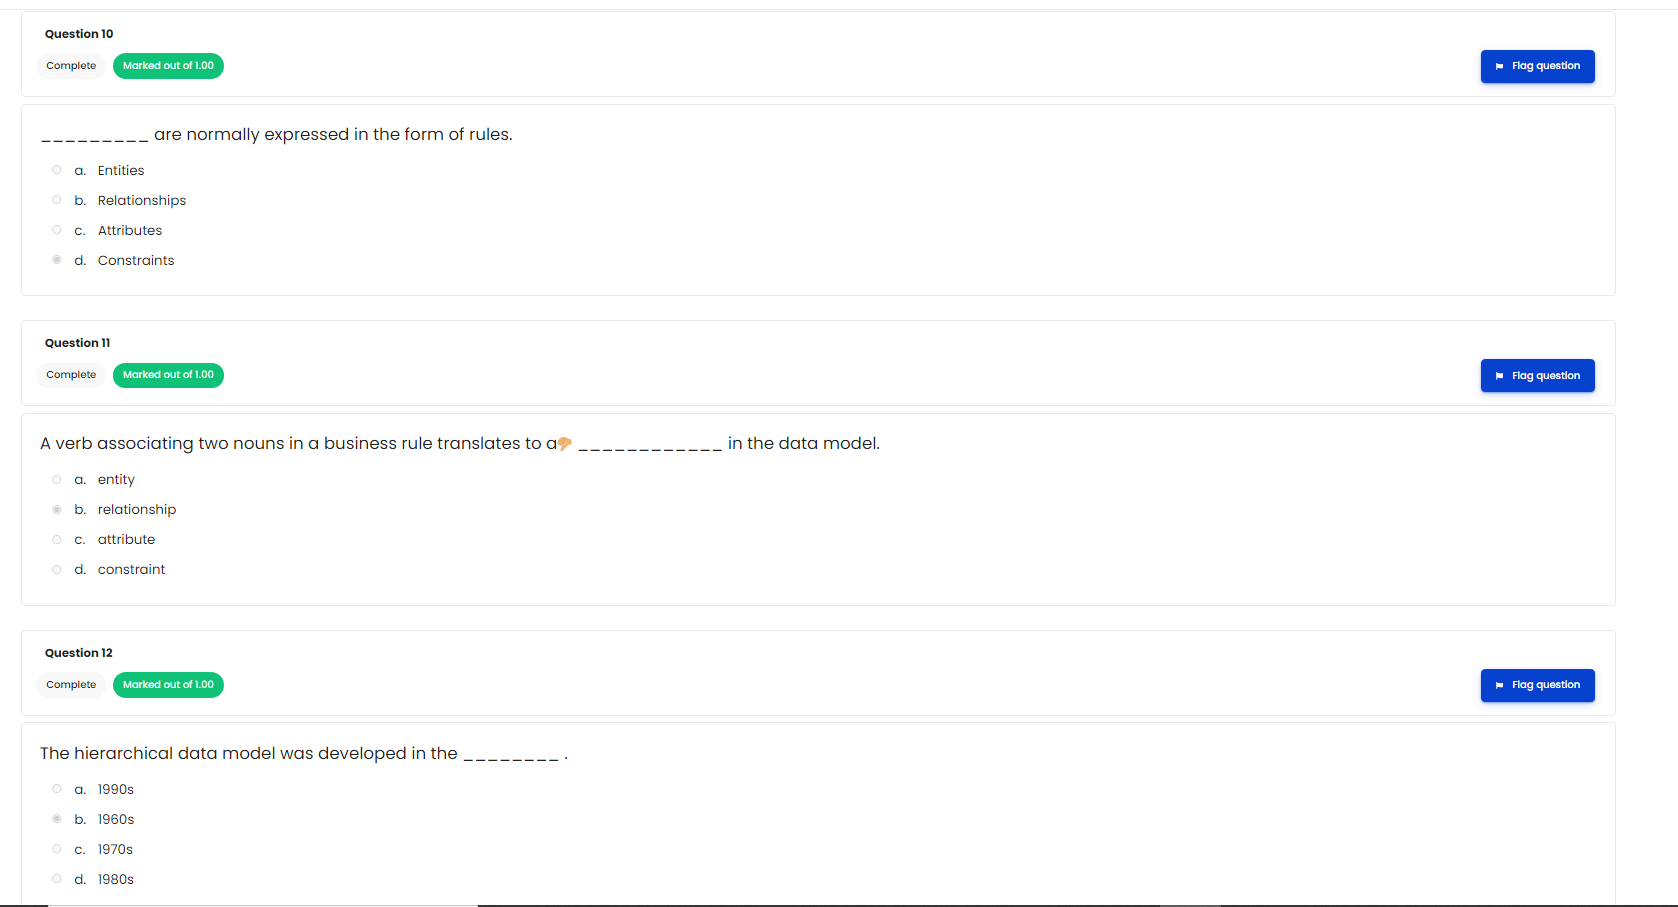 Question 10
Complete Marked out of 1.00
Flag question
_________ are normally expressed in the form of rules.
a. Entities
b. Relationships
c. Attributes
d. Constraints
Question 11
Complete Marked out of 1.00
Flag question
A verb associating two nouns in a business rule translates to a ____________ in the data model.
a. entity
b. relationship
c. attribute
d. constraint
Question 12
Complete Marked out of 1.00
Flag question
The hierarchical data model was developed in the ________ .
a. 1990s
b. 1960s
c. 1970s
d. 1980s